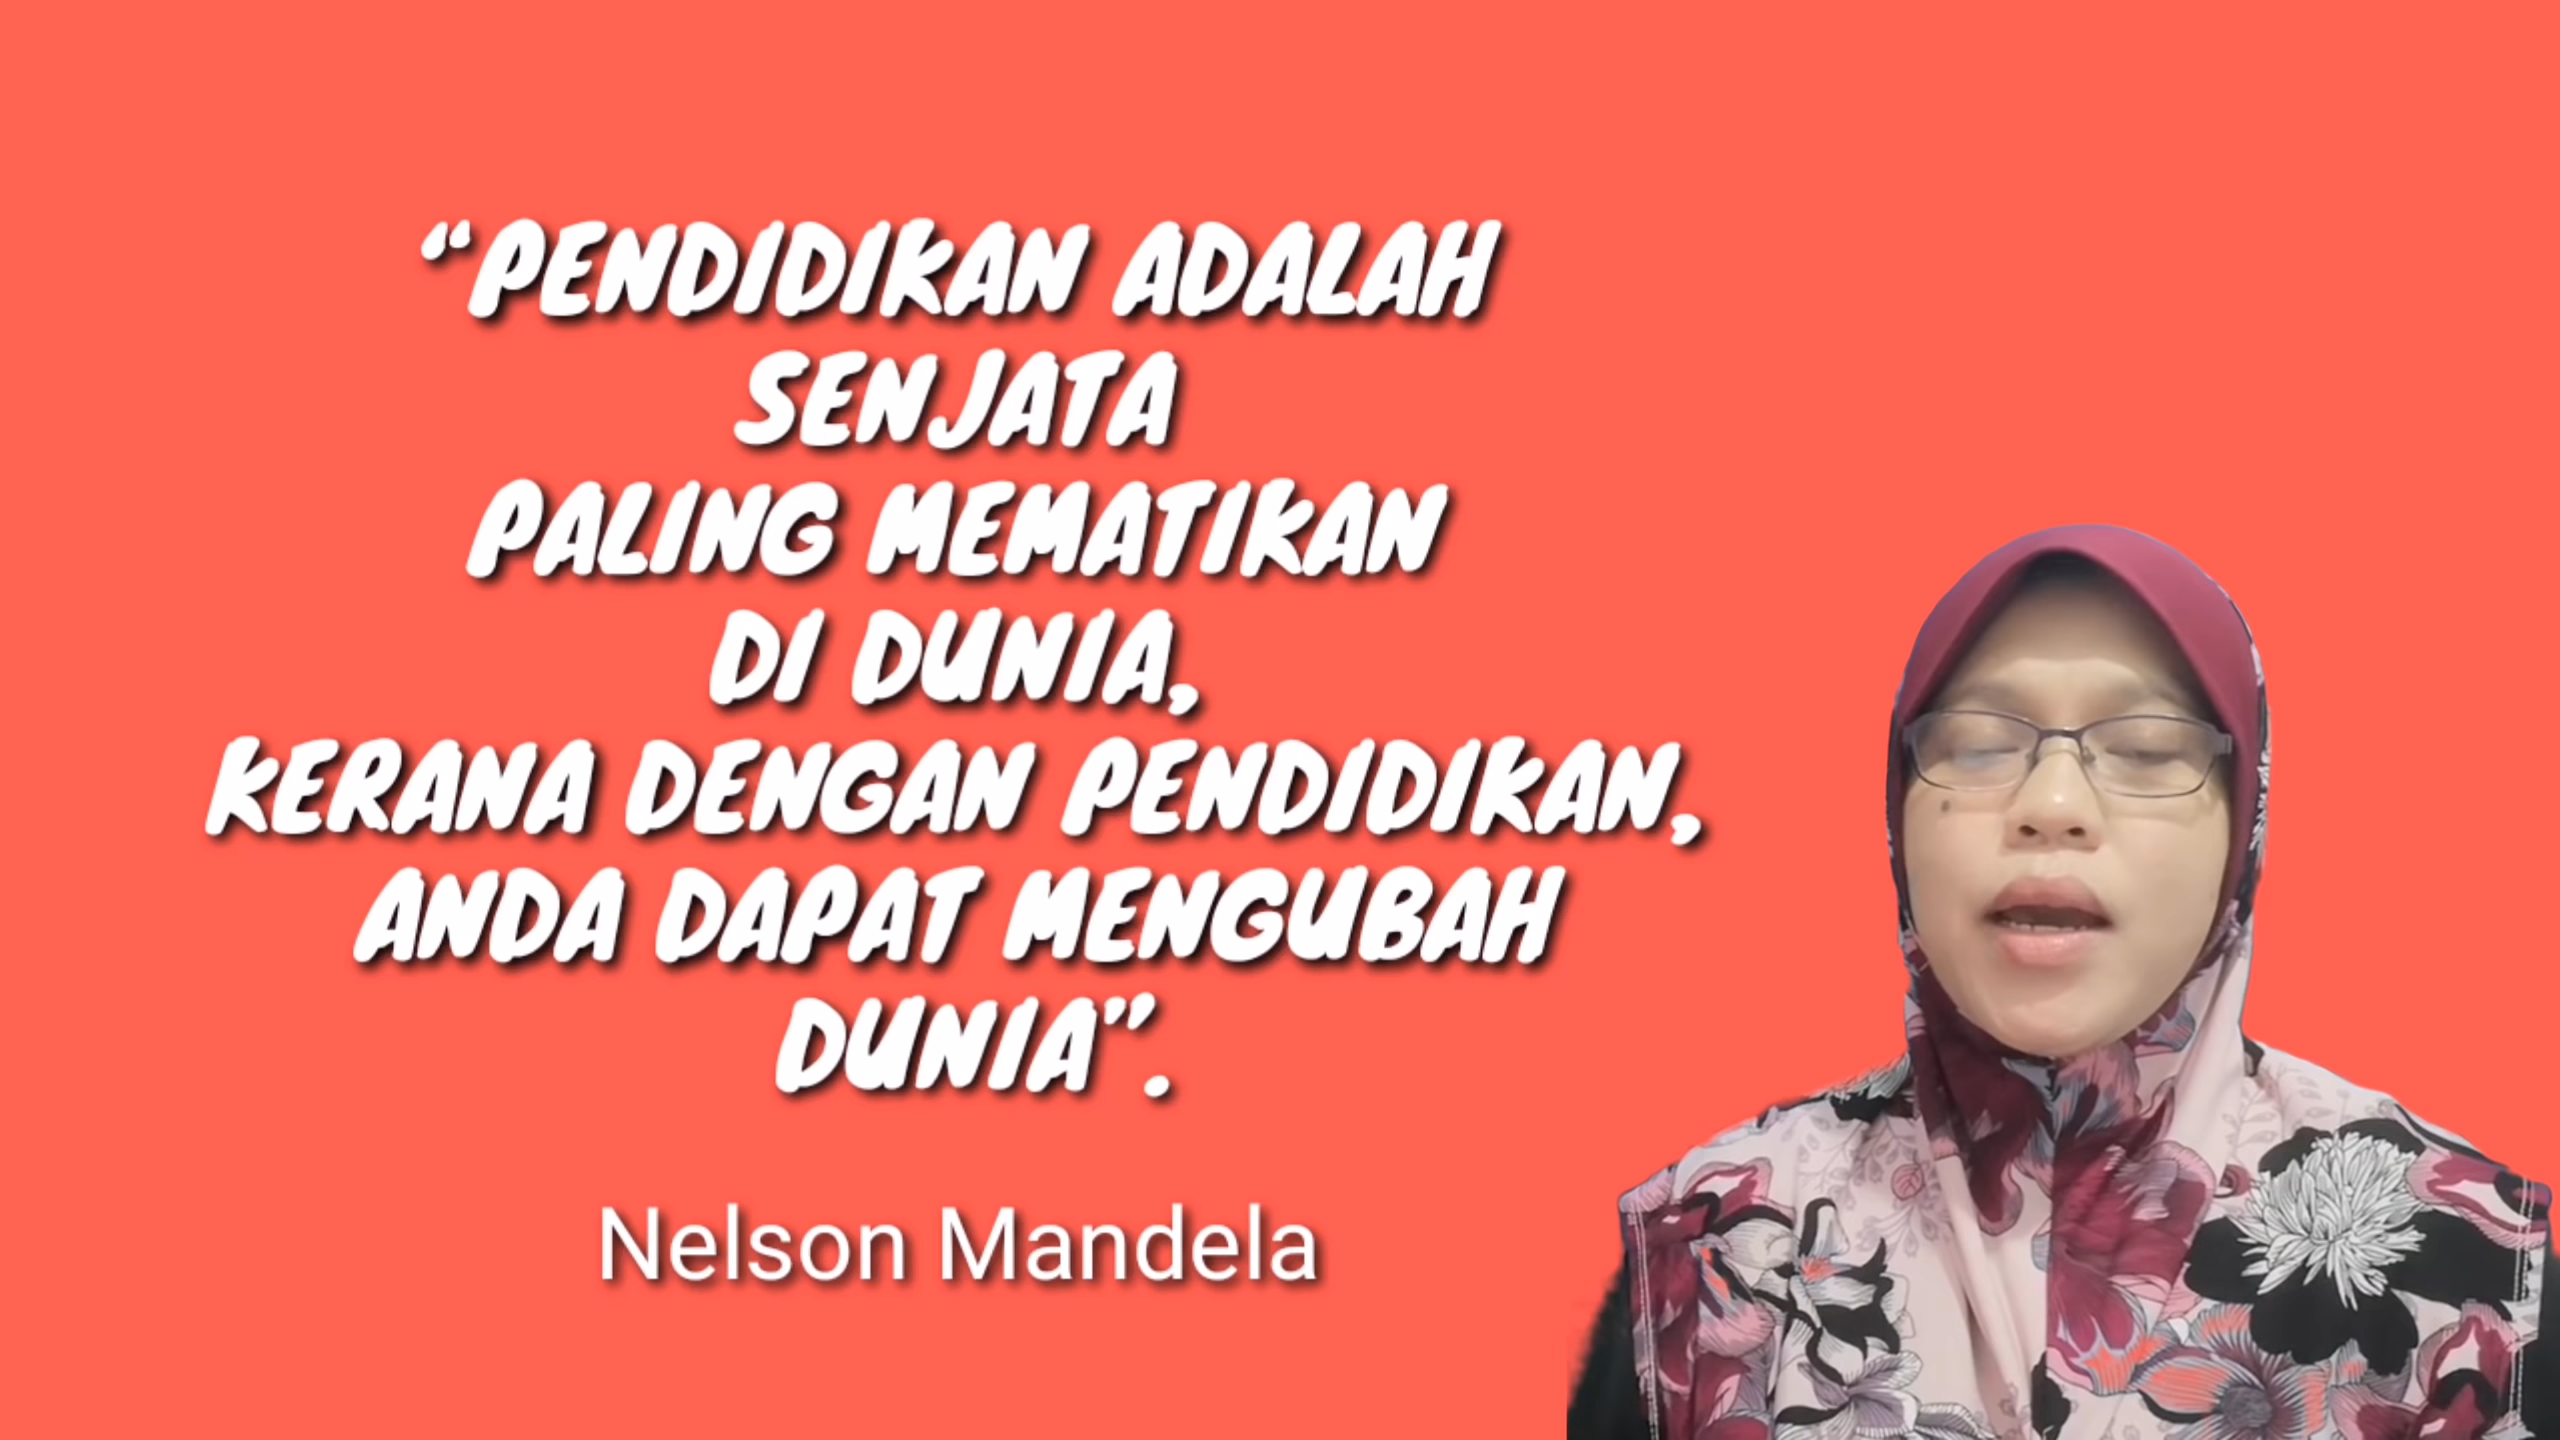 “PENDIDIKAN ADALAH
SENJATA
PALING MEMATIKAN
DI DUNIA,
KERANA DENGAN PENDIDIKAN,
ANDA DAPAT MENGUBAH
DUNIA”.
Nelson Mandela